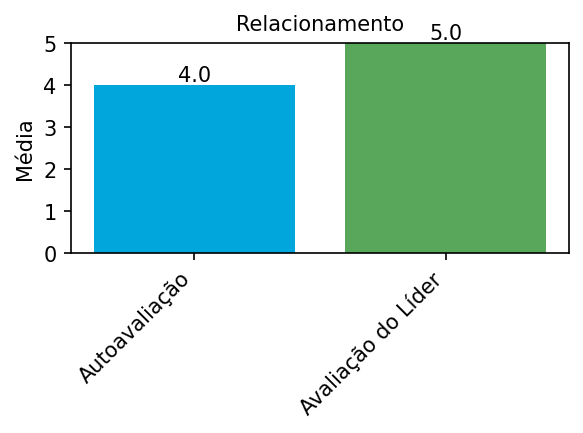 Relacionamento
5.0
4.0
Média
5
4
3
2
1
0
Autoavaliação
Avaliação do Líder